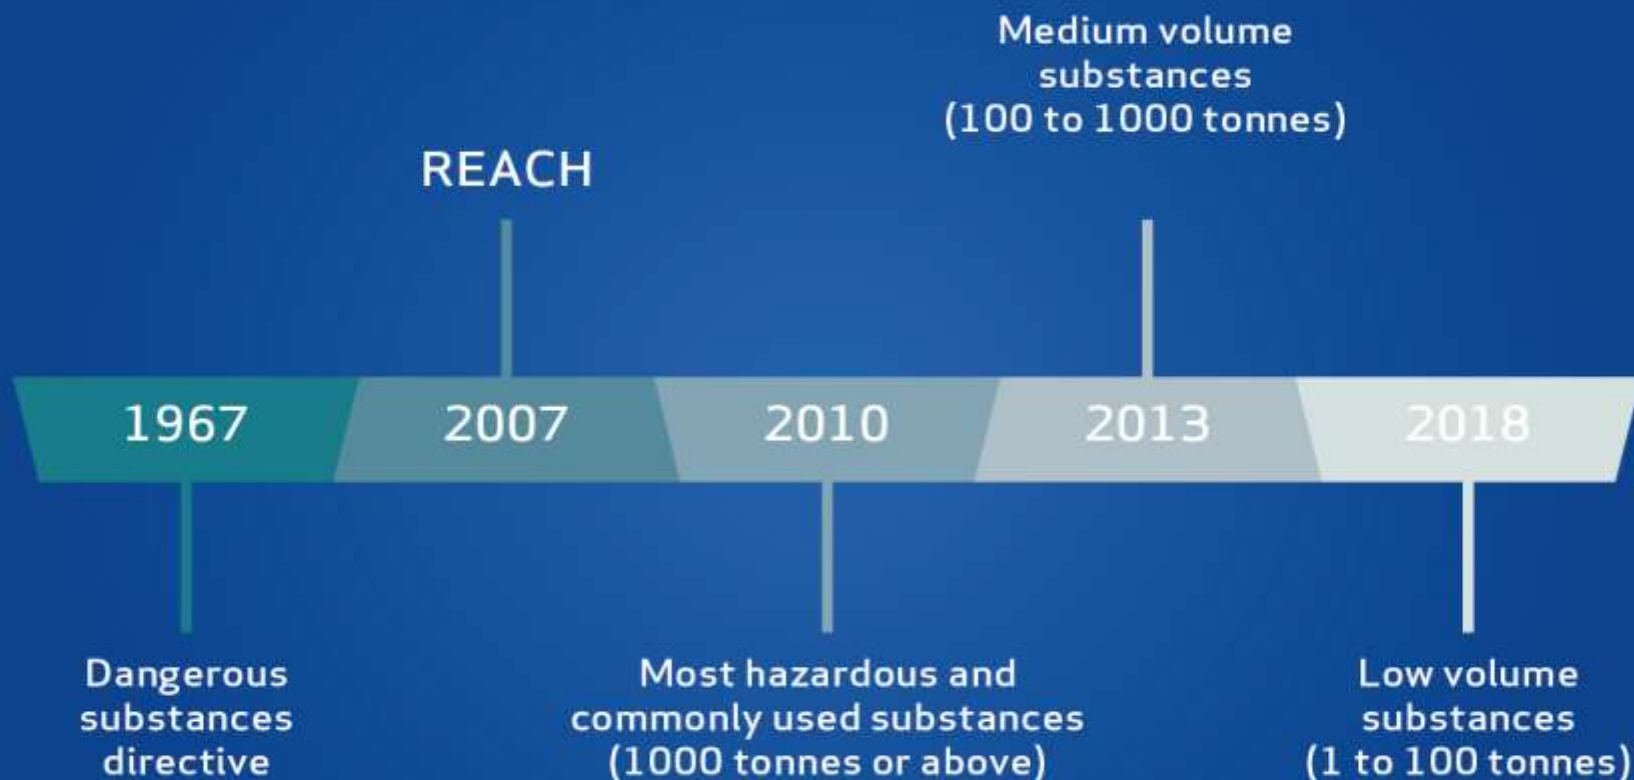 Medium volume
substances
(100 to 1000 tonnes)
REACH
1967
2007
2010
2013
2018
Dangerous
substances
directive
Most hazardous and
commonly used substances
(1000 tonnes or above)
Low volume
substances
(1 to 100 tonnes)